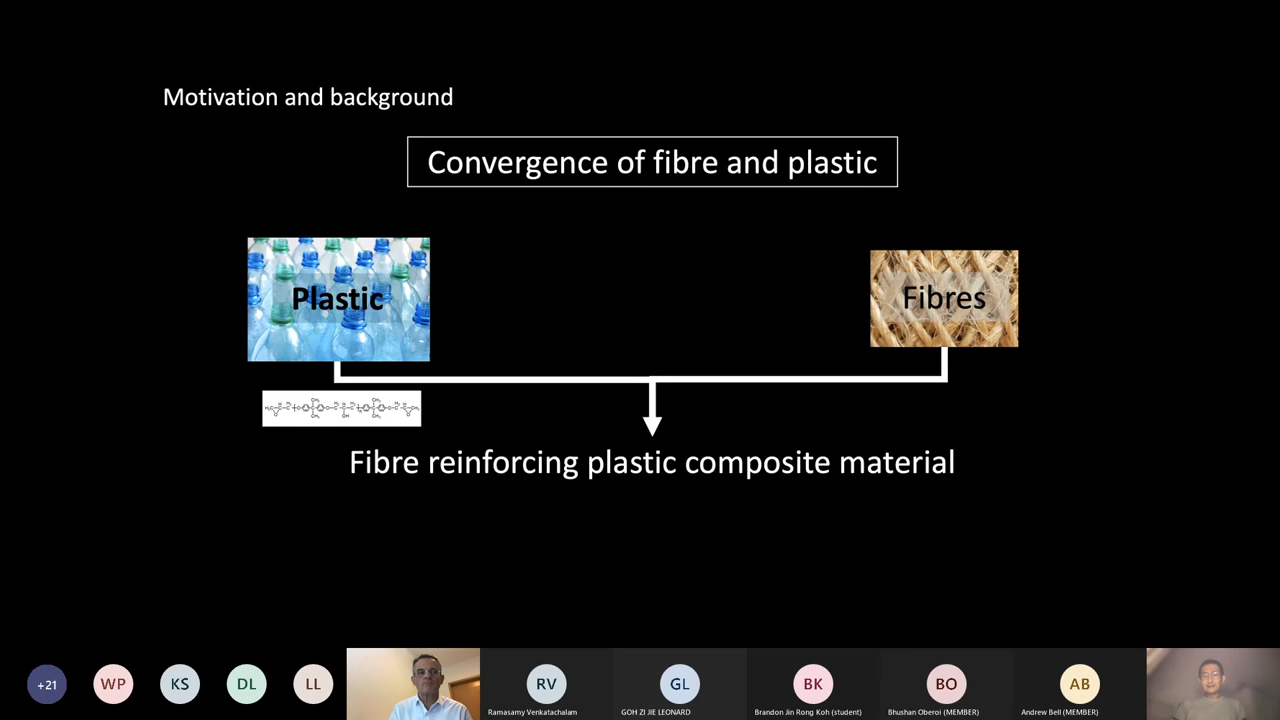 Motivation and background
Convergence of fibre and plastic
Plastic
Fibres
Fibre reinforcing plastic composite material
+21
WP
KS
DL
LL
RV
Ramasamy Venkatachalam
GL
GOH ZI JIE LEONARD
BK
Brandon Jin Rong Koh (student)
BO
Bhushan Oberoi (MEMBER)
AB
Andrew Bell (MEMBER)